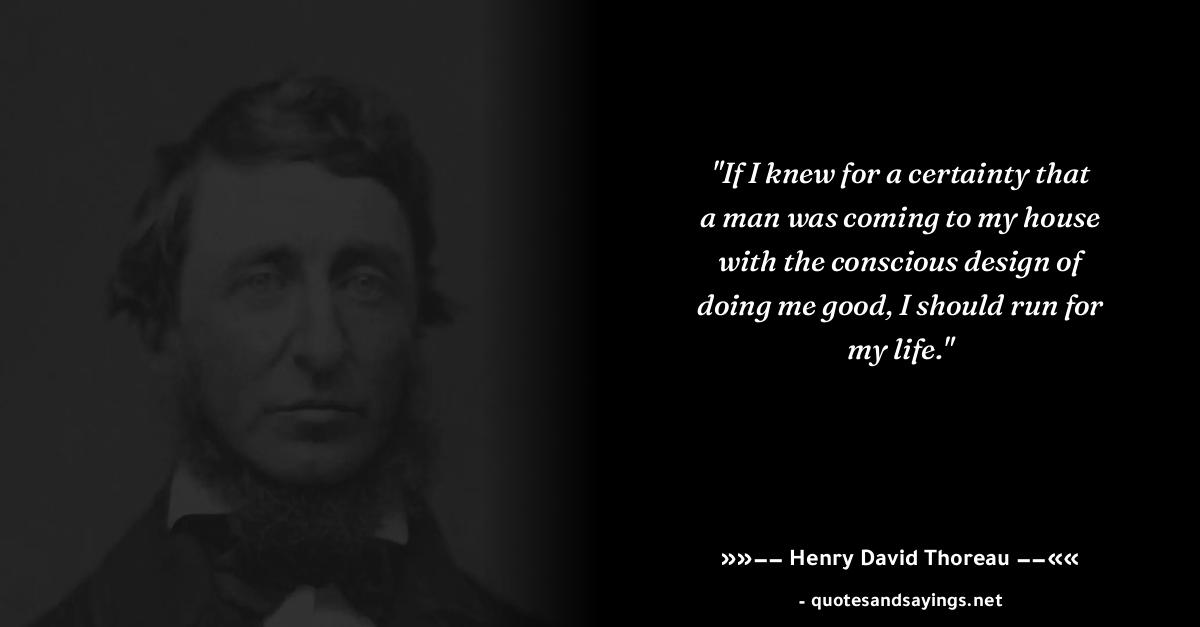 "If I knew for a certainty that
a man was coming to my house
with the conscious design of
doing me good, I should run for
my life."
»»−− Henry David Thoreau −−««
- quotesandsayings.net